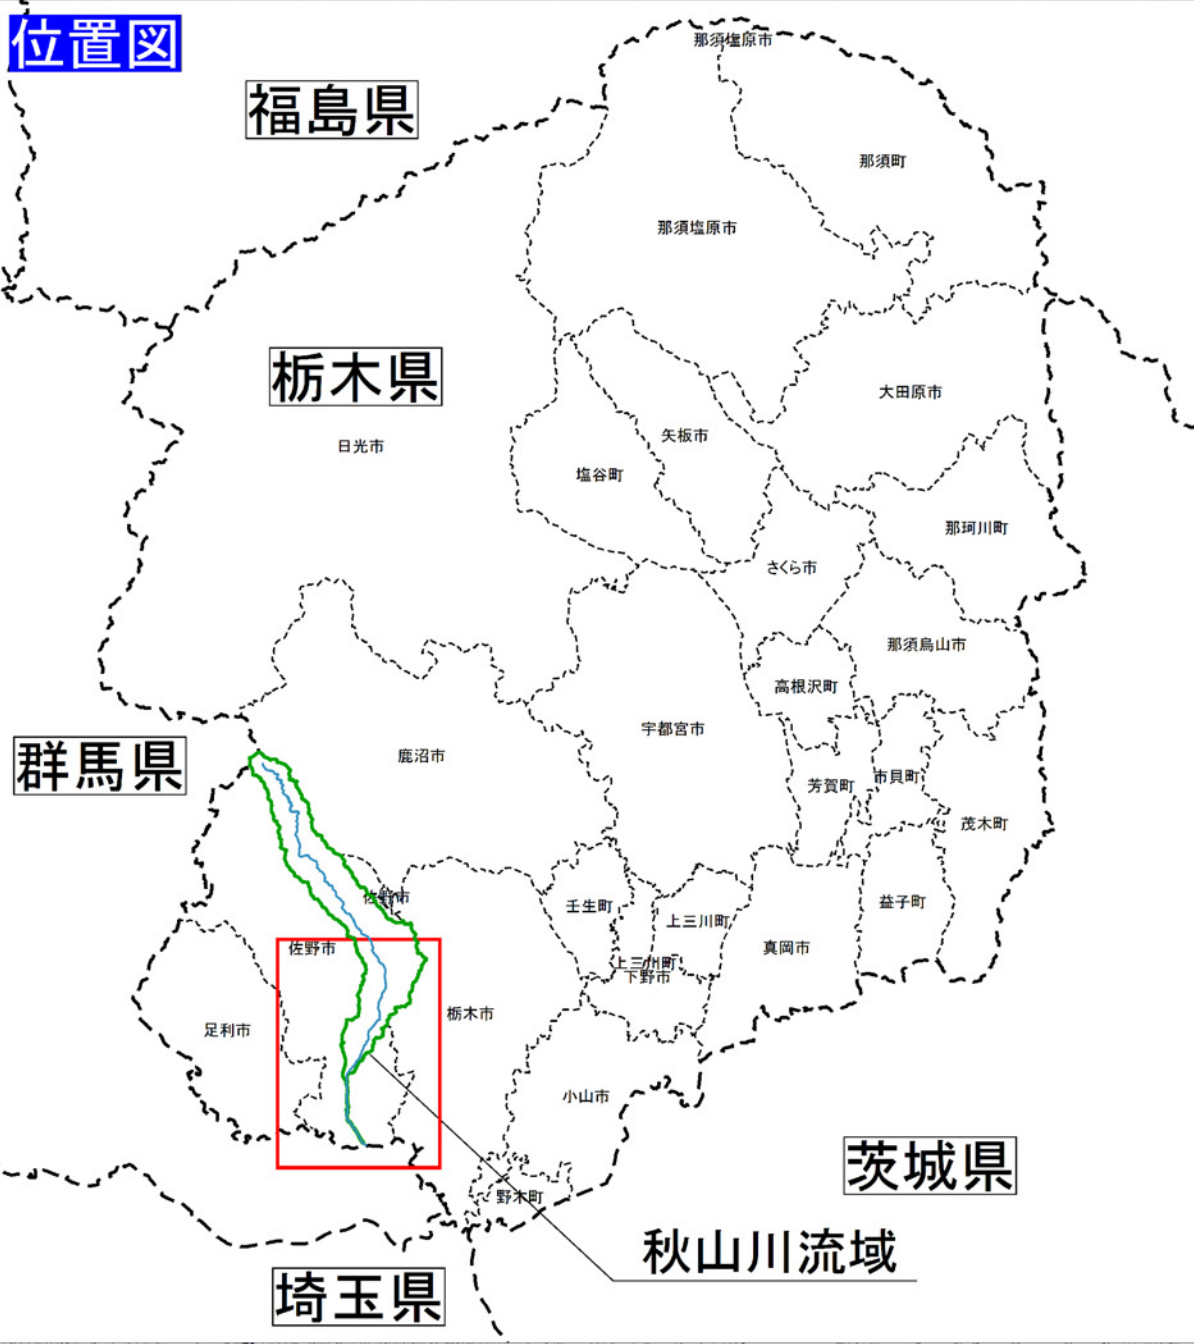 位置図
那須塩原市
福島県
那須町
那須塩原市
栃木県
大田原市
矢板市
日光市
塩谷町
那珂川町
さくら市
那須烏山市
高根沢町
宇都宮市
群馬県
鹿沼市
市貝町
芳賀町
茂木町
佐野市
益子町
壬生町
上三川町
佐野市
真岡市
上三川町
下野市
栃木市
足利市
小山市
茨城県
野木町
秋山川流域
埼玉県